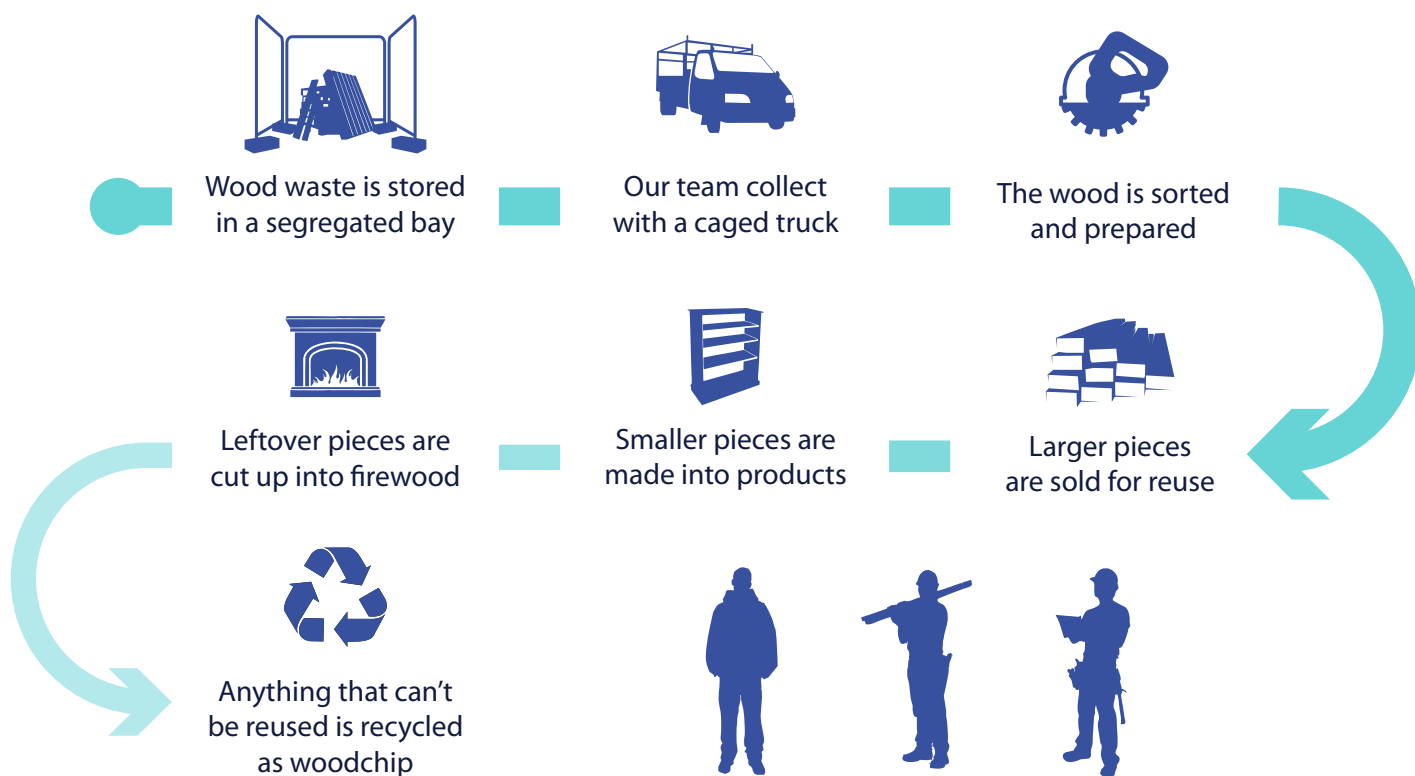 Wood waste is stored
in a segregated bay
Our team collect
with a caged truck
The wood is sorted
and prepared
Larger pieces
are sold for reuse
Smaller pieces are
made into products
Leftover pieces are
cut up into firewood
Anything that can’t
be reused is recycled
as woodchip